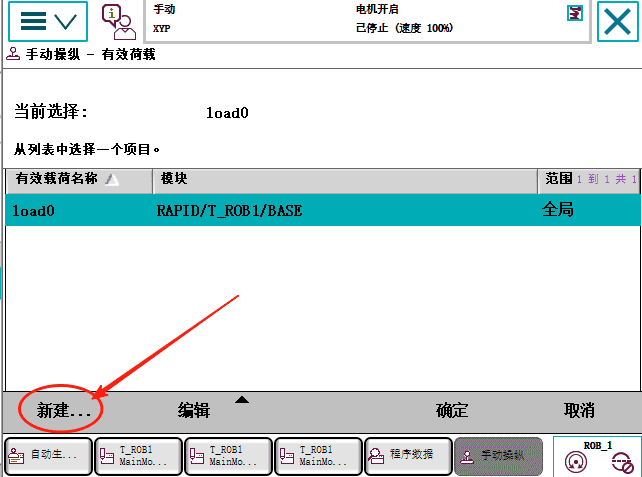 手动
XYP
电机开启
已停止 (速度 100%)
手动操纵 - 有效荷载
当前选择: load0
从列表中选择一个项目。
有效载荷名称 模块 范围 1 到 1 共 1
load0 RAPID/T_ROB1/BASE 全局
新建... 编辑 确定 取消
自动生...
T_ROB1
MainMo...
T_ROB1
MainMo...
T_ROB1
MainMo...
程序数据
手动操纵
ROB_1